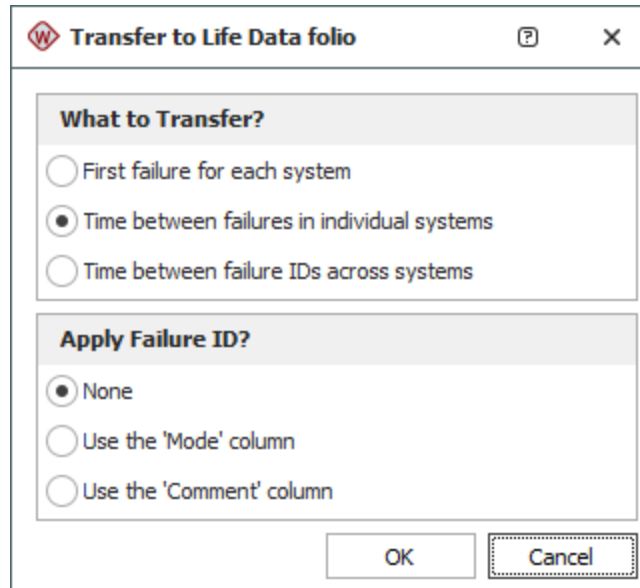 W Transfer to Life Data folio ?
What to Transfer?
First failure for each system
Time between failures in individual systems
Time between failure IDs across systems
Apply Failure ID?
None
Use the 'Mode' column
Use the 'Comment' column
OK Cancel